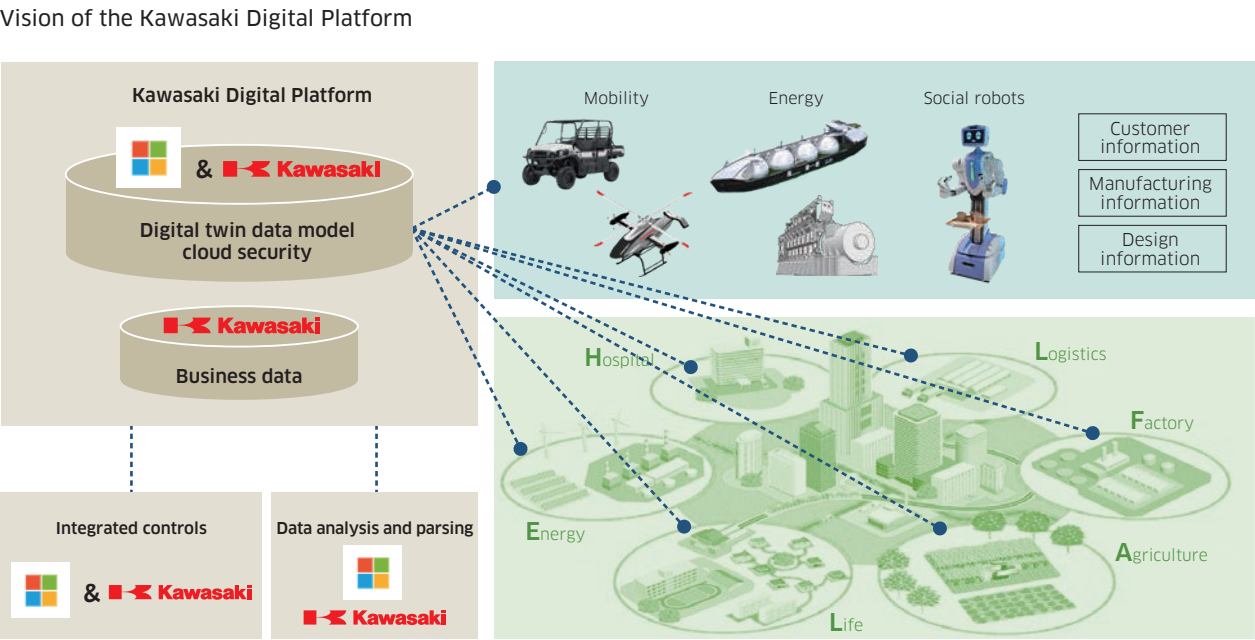 Vision of the Kawasaki Digital Platform
Kawasaki Digital Platform
& Kawasaki
Digital twin data model
cloud security
Kawasaki
Business data
Integrated controls
& Kawasaki
Data analysis and parsing
Kawasaki
Mobility
Energy
Social robots
Customer
information
Manufacturing
information
Design
information
Hospital
Logistics
Factory
Energy
Agriculture
Life